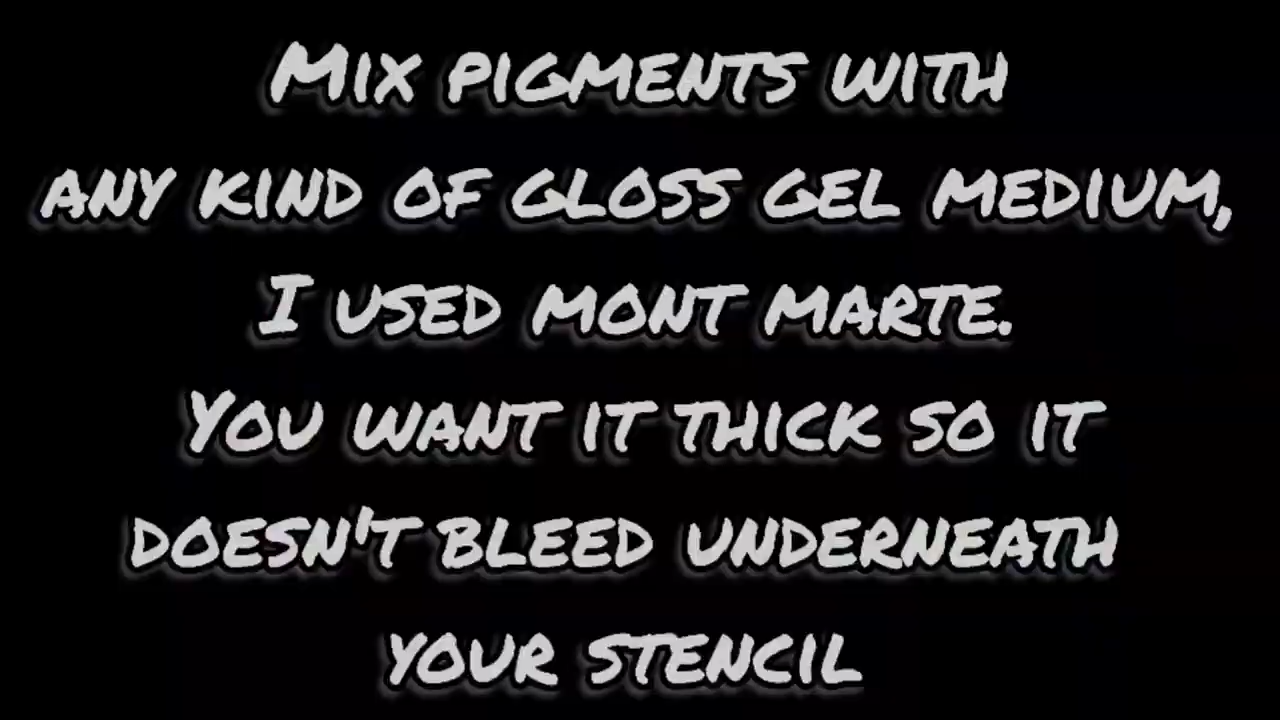 MIX PIGMENTS WITH
ANY KIND OF GLOSS GEL MEDIUM,
I USED MONT MARTE.
YOU WANT IT THICK SO IT
DOESN'T BLEED UNDERNEATH
YOUR STENCIL